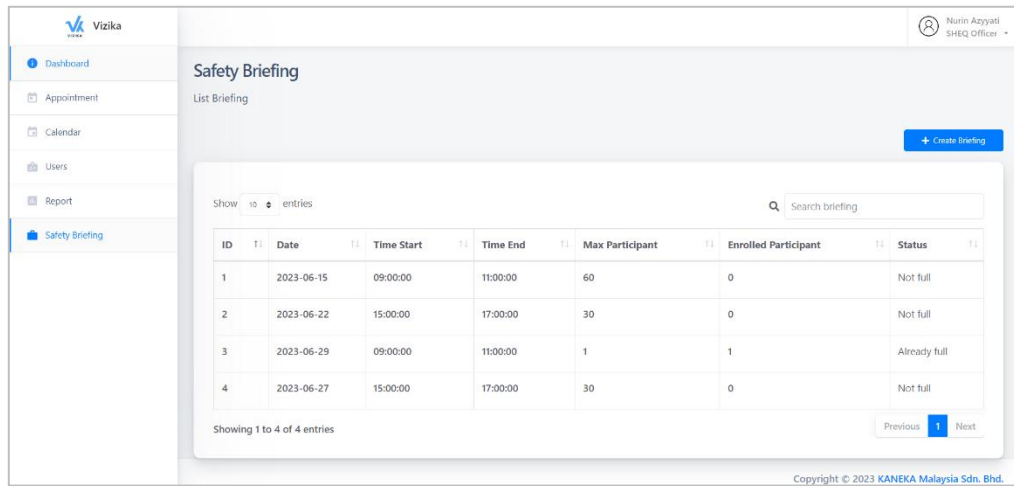 Vizika
Nurin Azyyati
SHEQ Officer
Dashboard
Appointment
Calendar
Users
Report
Safety Briefing
Safety Briefing
List Briefing
+ Create Briefing
Show 10 entries
Search briefing
ID Date Time Start Time End Max Participant Enrolled Participant Status
1 2023-06-15 09:00:00 11:00:00 60 0 Not full
2 2023-06-22 15:00:00 17:00:00 30 0 Not full
3 2023-06-29 09:00:00 11:00:00 1 1 Already full
4 2023-06-27 15:00:00 17:00:00 30 0 Not full
Showing 1 to 4 of 4 entries
Previous 1 Next
Copyright © 2023 KANEKA Malaysia Sdn. Bhd.